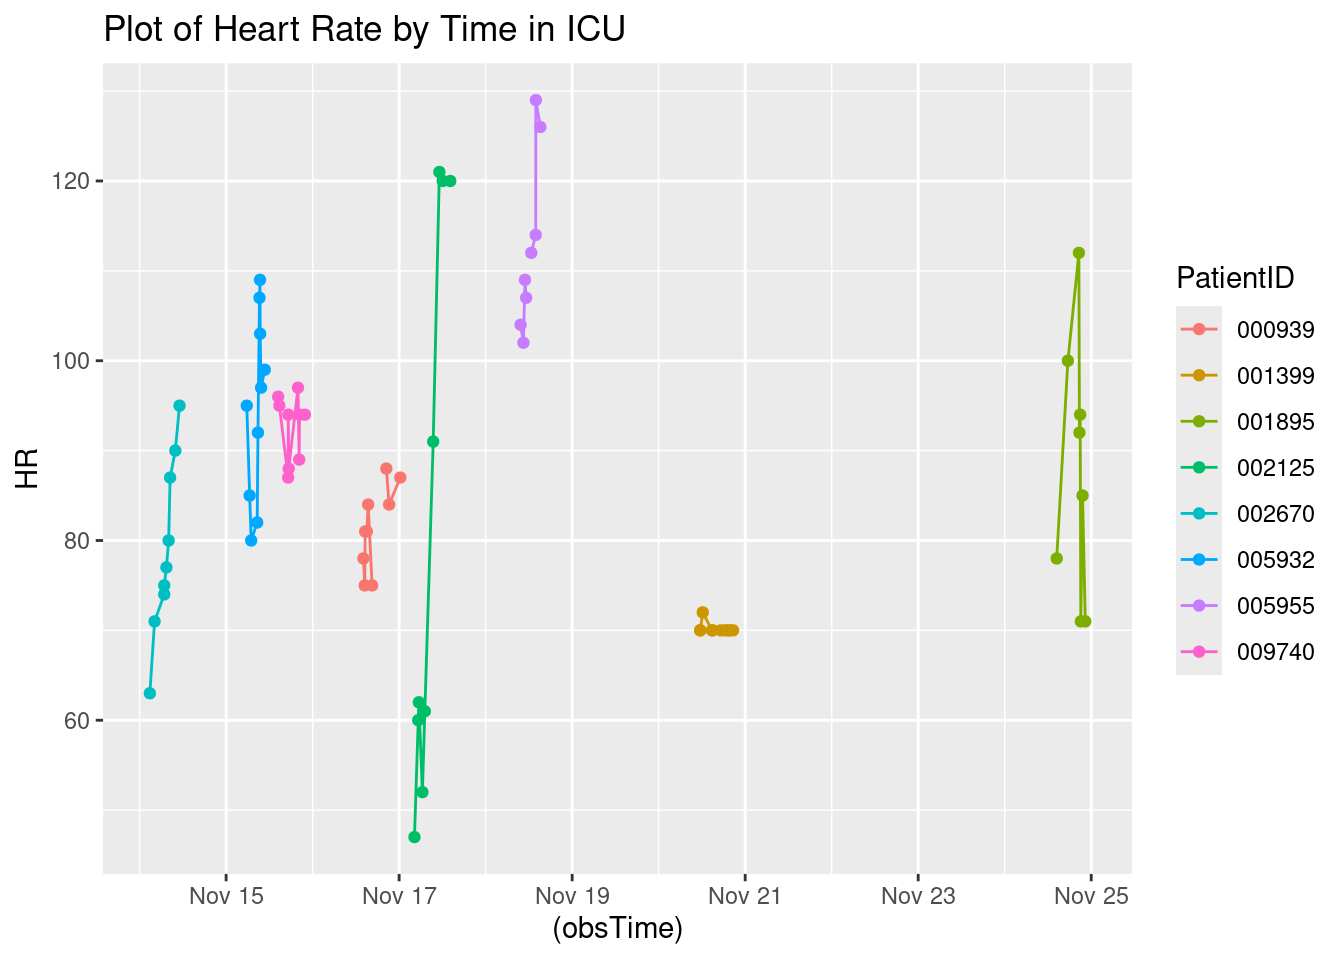 Plot of Heart Rate by Time in ICU
HR
120
100
80
60
Nov 15 Nov 17 Nov 19 Nov 21 Nov 23 Nov 25
(obsTime)
PatientID
000939
001399
001895
002125
002670
005932
005955
009740